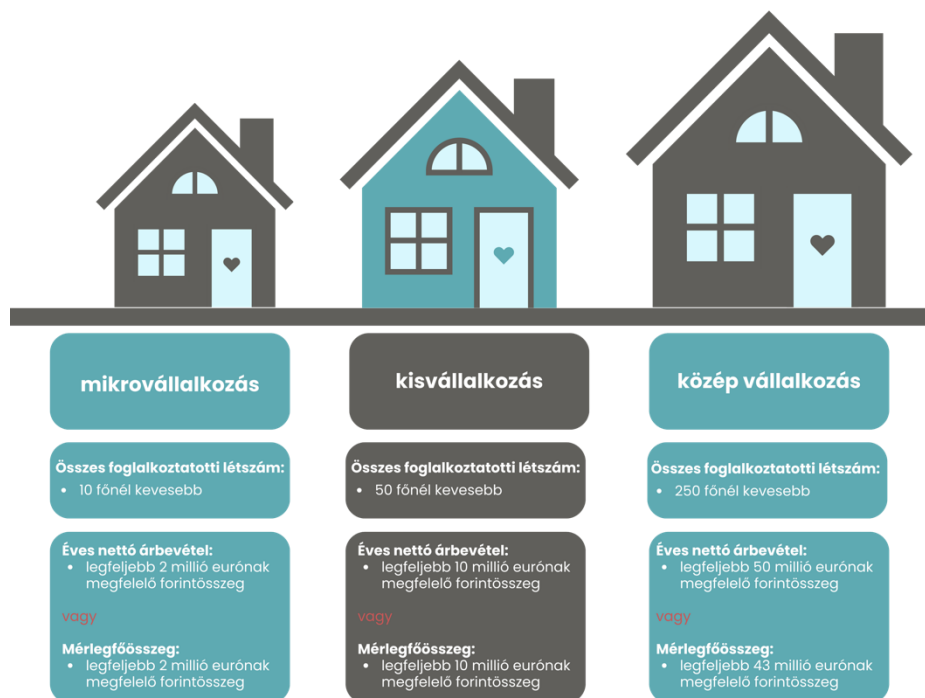 mikrovállalkozás
Összes foglalkoztatotti létszám:
• 10 főnél kevesebb
Éves nettó árbevétel:
• legfeljebb 2 millió eurónak
megfelelő forintösszeg
vagy
Mérlegfőösszeg:
• legfeljebb 2 millió eurónak
megfelelő forintösszeg
kisvállalkozás
Összes foglalkoztatotti létszám:
• 50 főnél kevesebb
Éves nettó árbevétel:
• legfeljebb 10 millió eurónak
megfelelő forintösszeg
vagy
Mérlegfőösszeg:
• legfeljebb 10 millió eurónak
megfelelő forintösszeg
közép vállalkozás
Összes foglalkoztatotti létszám:
• 250 főnél kevesebb
Éves nettó árbevétel:
• legfeljebb 50 millió eurónak
megfelelő forintösszeg
vagy
Mérlegfőösszeg:
• legfeljebb 43 millió eurónak
megfelelő forintösszeg